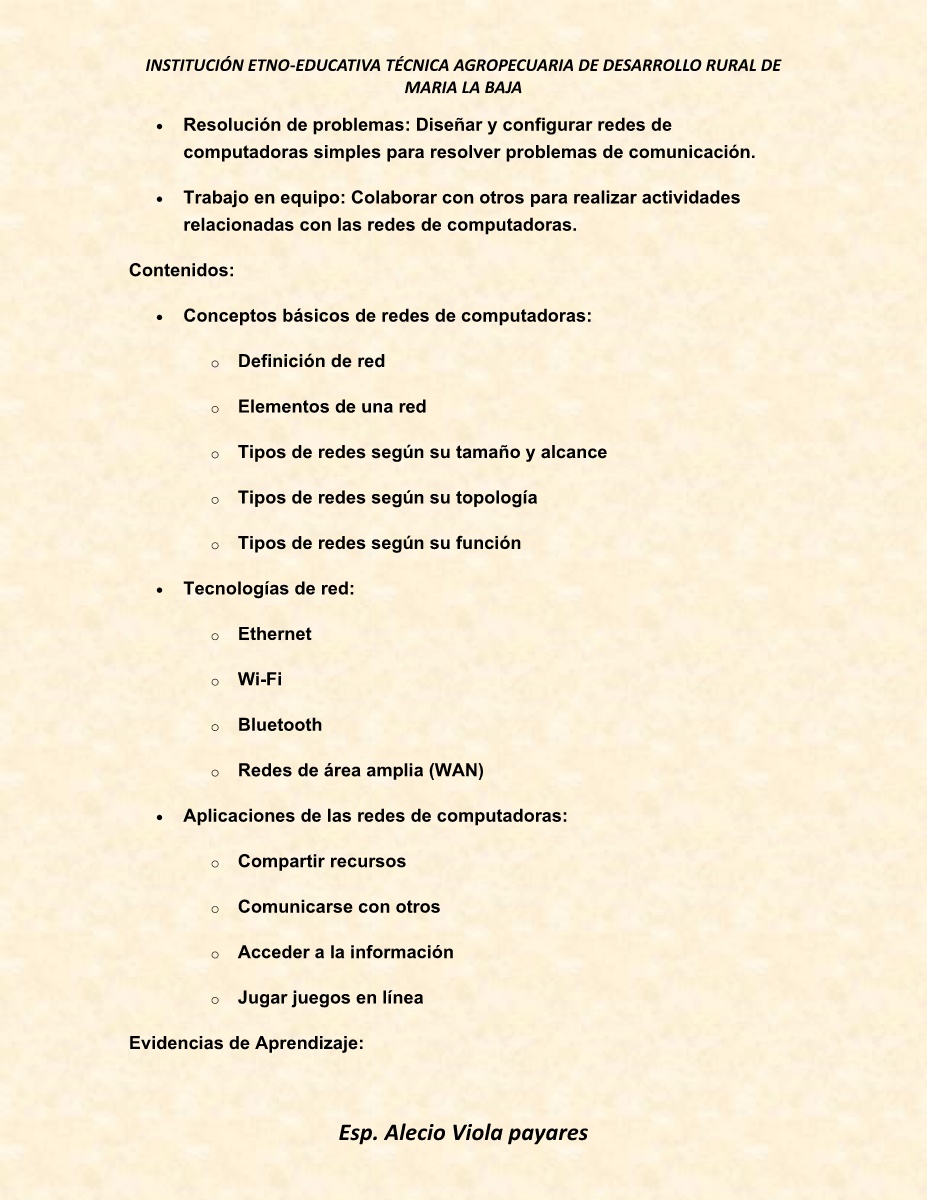 INSTITUCIÓN ETNO-EDUCATIVA TÉCNICA AGROPECUARIA DE DESARROLLO RURAL DE
MARIA LA BAJA
• Resolución de problemas: Diseñar y configurar redes de
computadoras simples para resolver problemas de comunicación.
• Trabajo en equipo: Colaborar con otros para realizar actividades
relacionadas con las redes de computadoras.
Contenidos:
• Conceptos básicos de redes de computadoras:
○ Definición de red
○ Elementos de una red
○ Tipos de redes según su tamaño y alcance
○ Tipos de redes según su topología
○ Tipos de redes según su función
• Tecnologías de red:
○ Ethernet
○ Wi-Fi
○ Bluetooth
○ Redes de área amplia (WAN)
• Aplicaciones de las redes de computadoras:
○ Compartir recursos
○ Comunicarse con otros
○ Acceder a la información
○ Jugar juegos en línea
Evidencias de Aprendizaje:
Esp. Alecio Viola payares